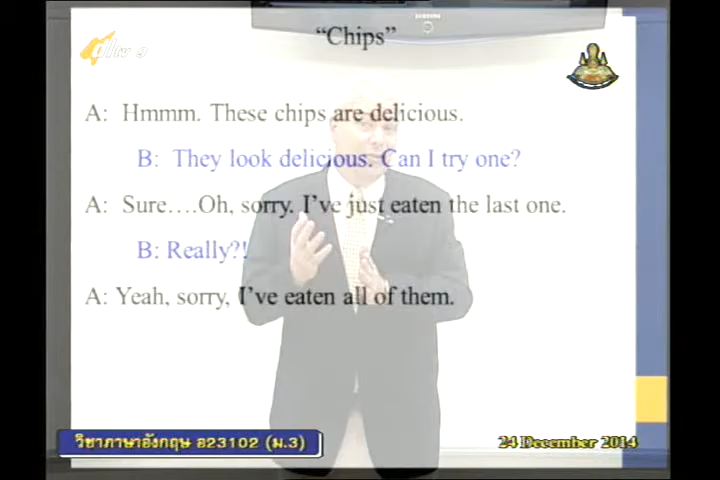 SAMSUNG
"Chips"
A: Hmmm. These chips are delicious.
B: They look delicious. Can I try one?
A: Sure....Oh, sorry. I've just eaten the last one.
B: Really?!
A: Yeah, sorry, I've eaten all of them.
วิชาภาษาอังกฤษ อ23102 (ม.3)
24 December 2014